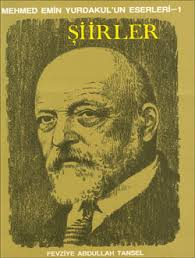 MEHMED EMİN YURDAKUL'UN ESERLERİ-1
ŞİİRLER
FEVZİYE ABDULLAH TANSEL